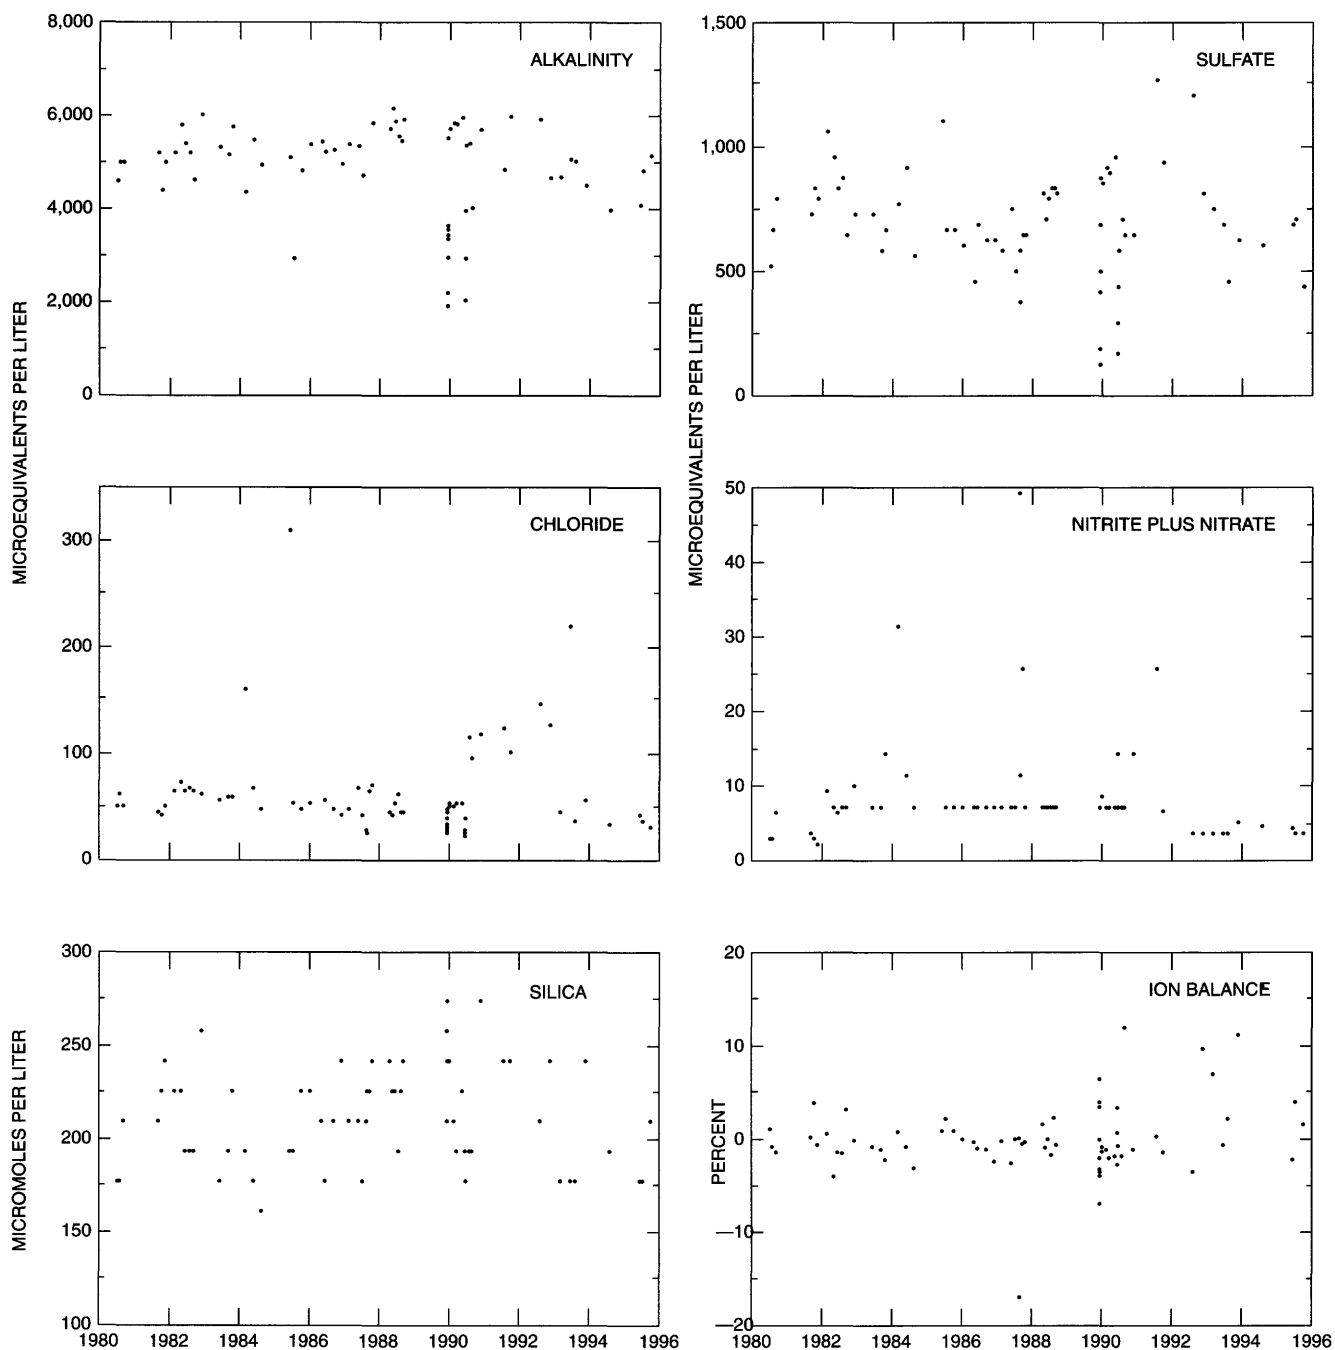 8,000
6,000
4,000
2,000
0
ALKALINITY
1,500
1,000
500
0
SULFATE
MICROEQUIVALENTS PER LITER
MICROEQUIVALENTS PER LITER
300
200
100
0
CHLORIDE
50
40
30
20
10
0
NITRITE PLUS NITRATE
MICROMOLES PER LITER
300
250
200
150
100
SILICA
1980 1982 1984 1986 1988 1990 1992 1994 1996
PERCENT
20
10
0
—10
—20
ION BALANCE
1980 1982 1984 1986 1988 1990 1992 1994 1996